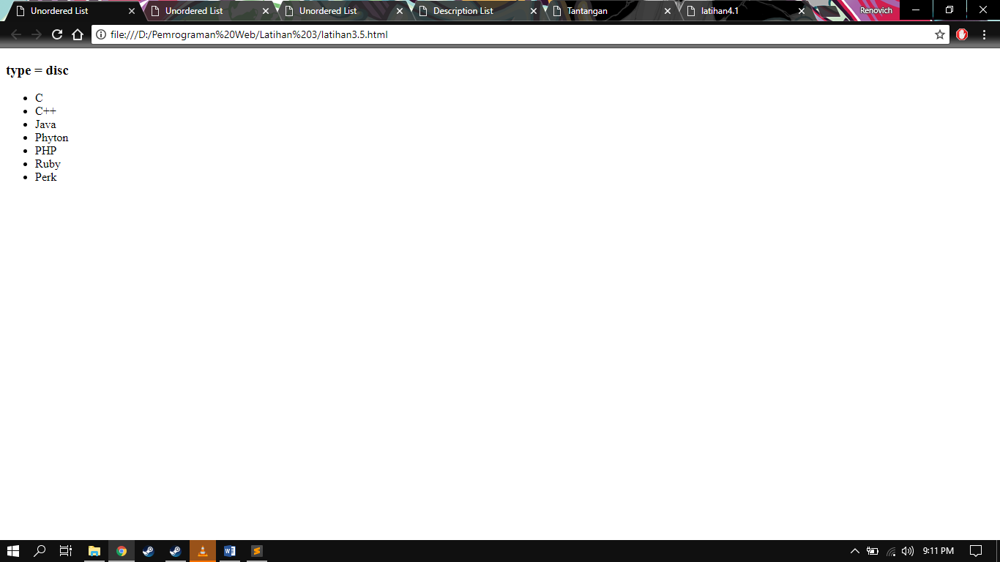 Unordered List
Unordered List
Unordered List
Description List
Tantangan
latihan4.1
Renovich
file:///D:/Pemrograman%20Web/Latihan%203/latihan3.5.html
type = disc
C
C++
Java
Phyton
PHP
Ruby
Perk
9:11 PM